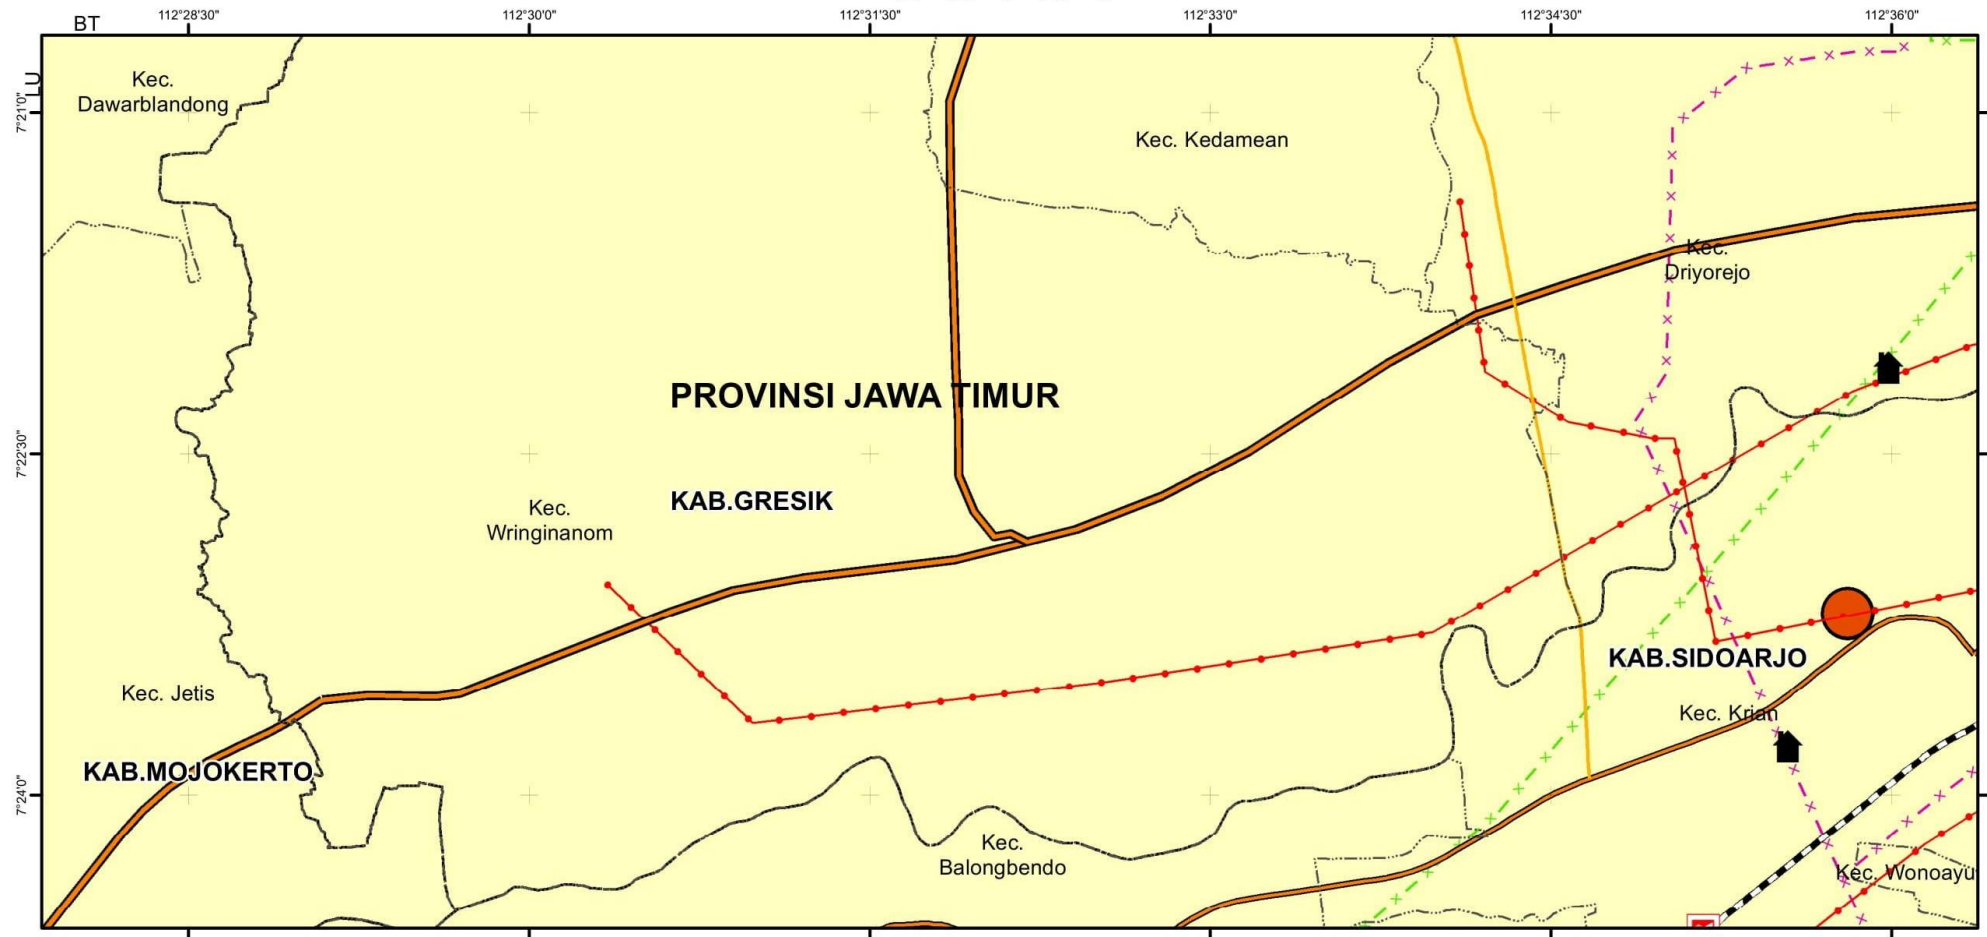 112°28'30" 112°30'0" 112°31'30" 112°33'0" 112°34'30" 112°36'0"
BT
LU
7°21'0"
7°22'30"
7°24'0"
Kec.
Dawarblandong
Kec. Kedamean
Kec.
Driyorejo
PROVINSI JAWA TIMUR
KAB.GRESIK
Kec.
Wringinanom
KAB.SIDOARJO
Kec. Jetis
Kec. Krian
KAB.MOJOKERTO
Kec.
Balongbendo
Kec. Wonoayu